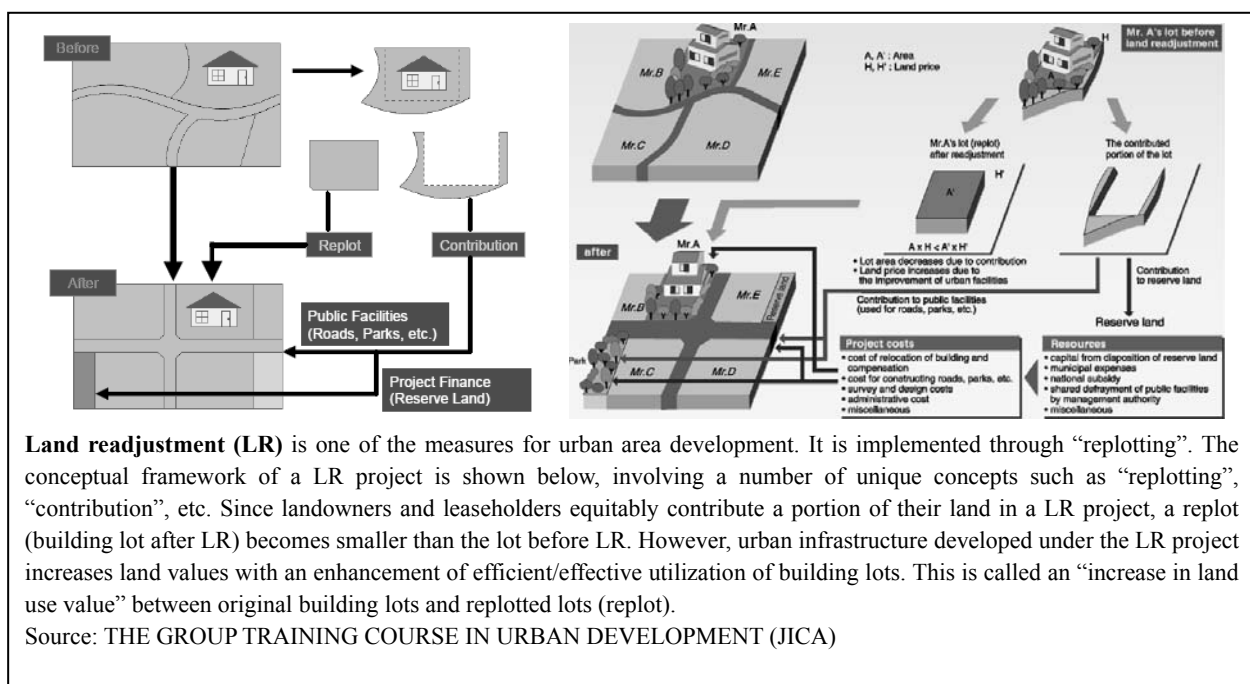 Before
Replot
Contribution
After
Public Facilities
(Roads, Parks, etc.)
Project Finance
(Reserve Land)
Mr.A
Mr.B
Mr.E
Mr.C
Mr.D
A, A' : Area
H, H' : Land price
H
Mr. A's lot before
land readjustment
A
Mr.A's lot (replot)
after readjustment
The contributed
portion of the lot
H'
A'
A x H < A' x H'
• Lot area decreases due to contribution
• Land price increases due to
the improvement of urban facilities
Contribution to public facilities
(used for roads, parks, etc.)
Contribution
to reserve land
Reserve land
after
Mr.A
Mr.B
Mr.E
Reserve land
Park
Mr.C
Mr.D
Project costs
• cost of relocation of building and
compensation
• cost for constructing roads, parks, etc.
• survey and design costs
• administrative cost
• miscellaneous
Resources
• capital from disposition of reserve land
• municipal expenses
• national subsidy
• shared defrayment of public facilities
by management authority
• miscellaneous
Land readjustment (LR) is one of the measures for urban area development. It is implemented through “replotting”. The
conceptual framework of a LR project is shown below, involving a number of unique concepts such as “replotting”,
“contribution”, etc. Since landowners and leaseholders equitably contribute a portion of their land in a LR project, a replot
(building lot after LR) becomes smaller than the lot before LR. However, urban infrastructure developed under the LR project
increases land values with an enhancement of efficient/effective utilization of building lots. This is called an “increase in land
use value” between original building lots and replotted lots (replot).
Source: THE GROUP TRAINING COURSE IN URBAN DEVELOPMENT (JICA)